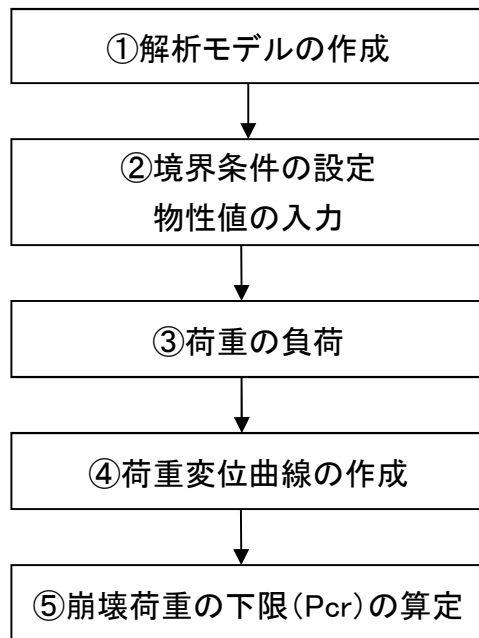 ①解析モデルの作成
②境界条件の設定
物性値の入力
③荷重の負荷
④荷重変位曲線の作成
⑤崩壊荷重の下限(Pcr)の算定